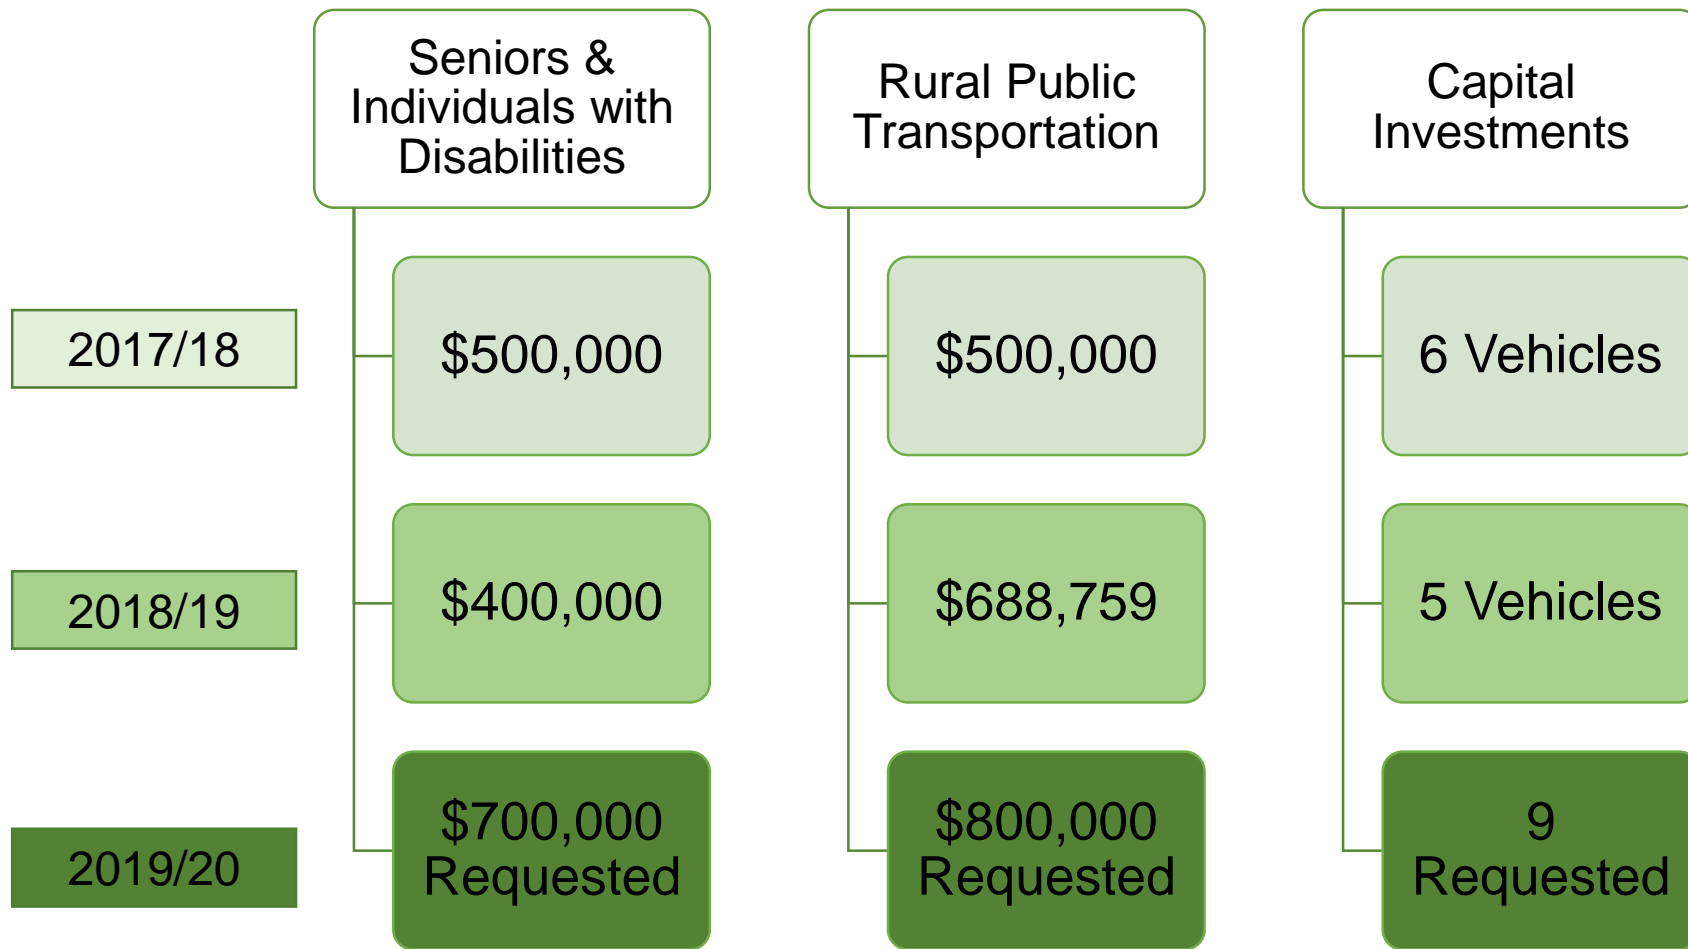 Seniors &
Individuals with
Disabilities
Rural Public
Transportation
Capital
Investments
2017/18
$500,000
$500,000
6 Vehicles
2018/19
$400,000
$688,759
5 Vehicles
2019/20
$700,000
Requested
$800,000
Requested
9
Requested